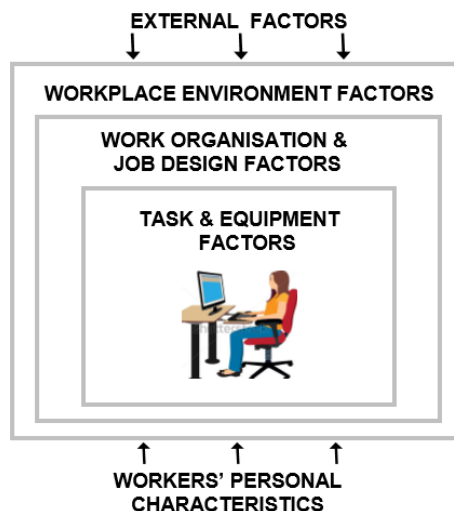 EXTERNAL FACTORS
WORKPLACE ENVIRONMENT FACTORS
WORK ORGANISATION &
JOB DESIGN FACTORS
TASK & EQUIPMENT
FACTORS
WORKERS’ PERSONAL
CHARACTERISTICS